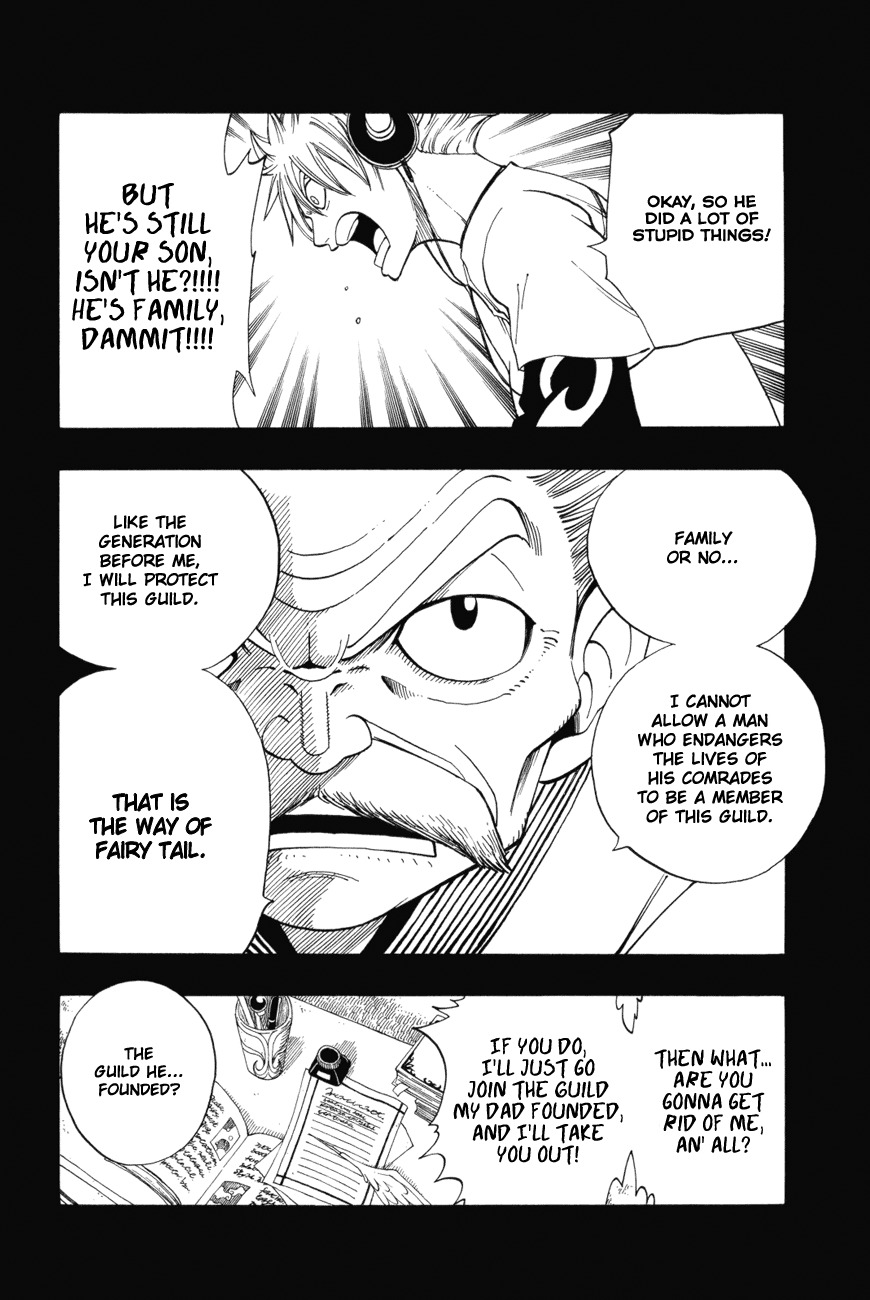 OKAY, SO HE
DID A LOT OF
STUPID THINGS!
BUT
HE'S STILL
YOUR SON,
ISN'T HE?!!!!
HE'S FAMILY,
DAMMIT!!!!
FAMILY
OR NO...
I CANNOT
ALLOW A MAN
WHO ENDANGERS
THE LIVES OF
HIS COMRADES
TO BE A MEMBER
OF THIS GUILD.
LIKE THE
GENERATION
BEFORE ME,
I WILL PROTECT
THIS GUILD.
THAT IS
THE WAY OF
FAIRY TAIL.
THEN WHAT...
ARE YOU
GONNA GET
RID OF ME,
AN' ALL?
IF YOU DO,
I'LL JUST GO
JOIN THE GUILD
MY DAD FOUNDED,
AND I'LL TAKE
YOU OUT!
THE
GUILD HE...
FOUNDED?